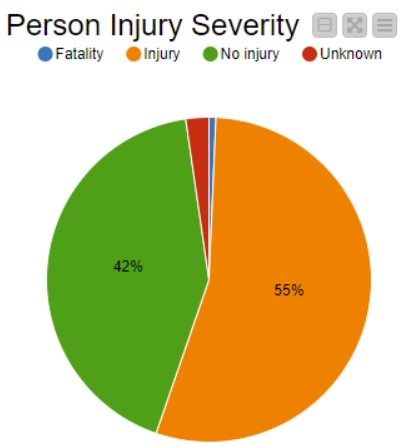 Person Injury Severity
Fatality Injury No injury Unknown
42%
55%